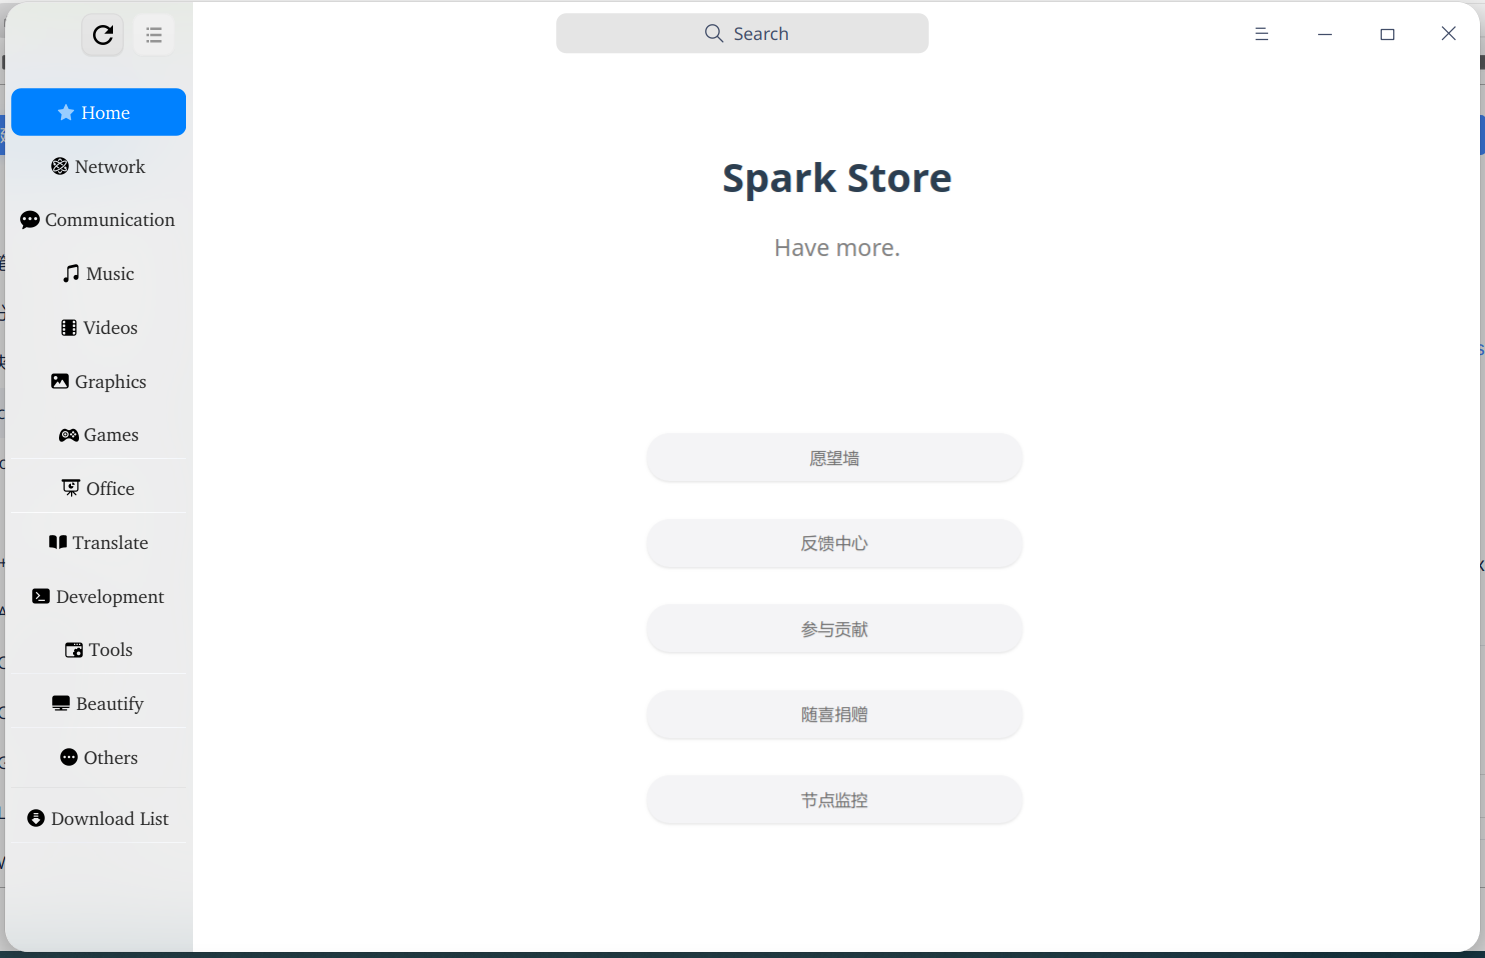 Search
Home
Network
Communication
Music
Videos
Graphics
Games
Office
Translate
Development
Tools
Beautify
Others
Download List
Spark Store
Have more.
愿望墙
反馈中心
参与贡献
随喜捐赠
节点监控